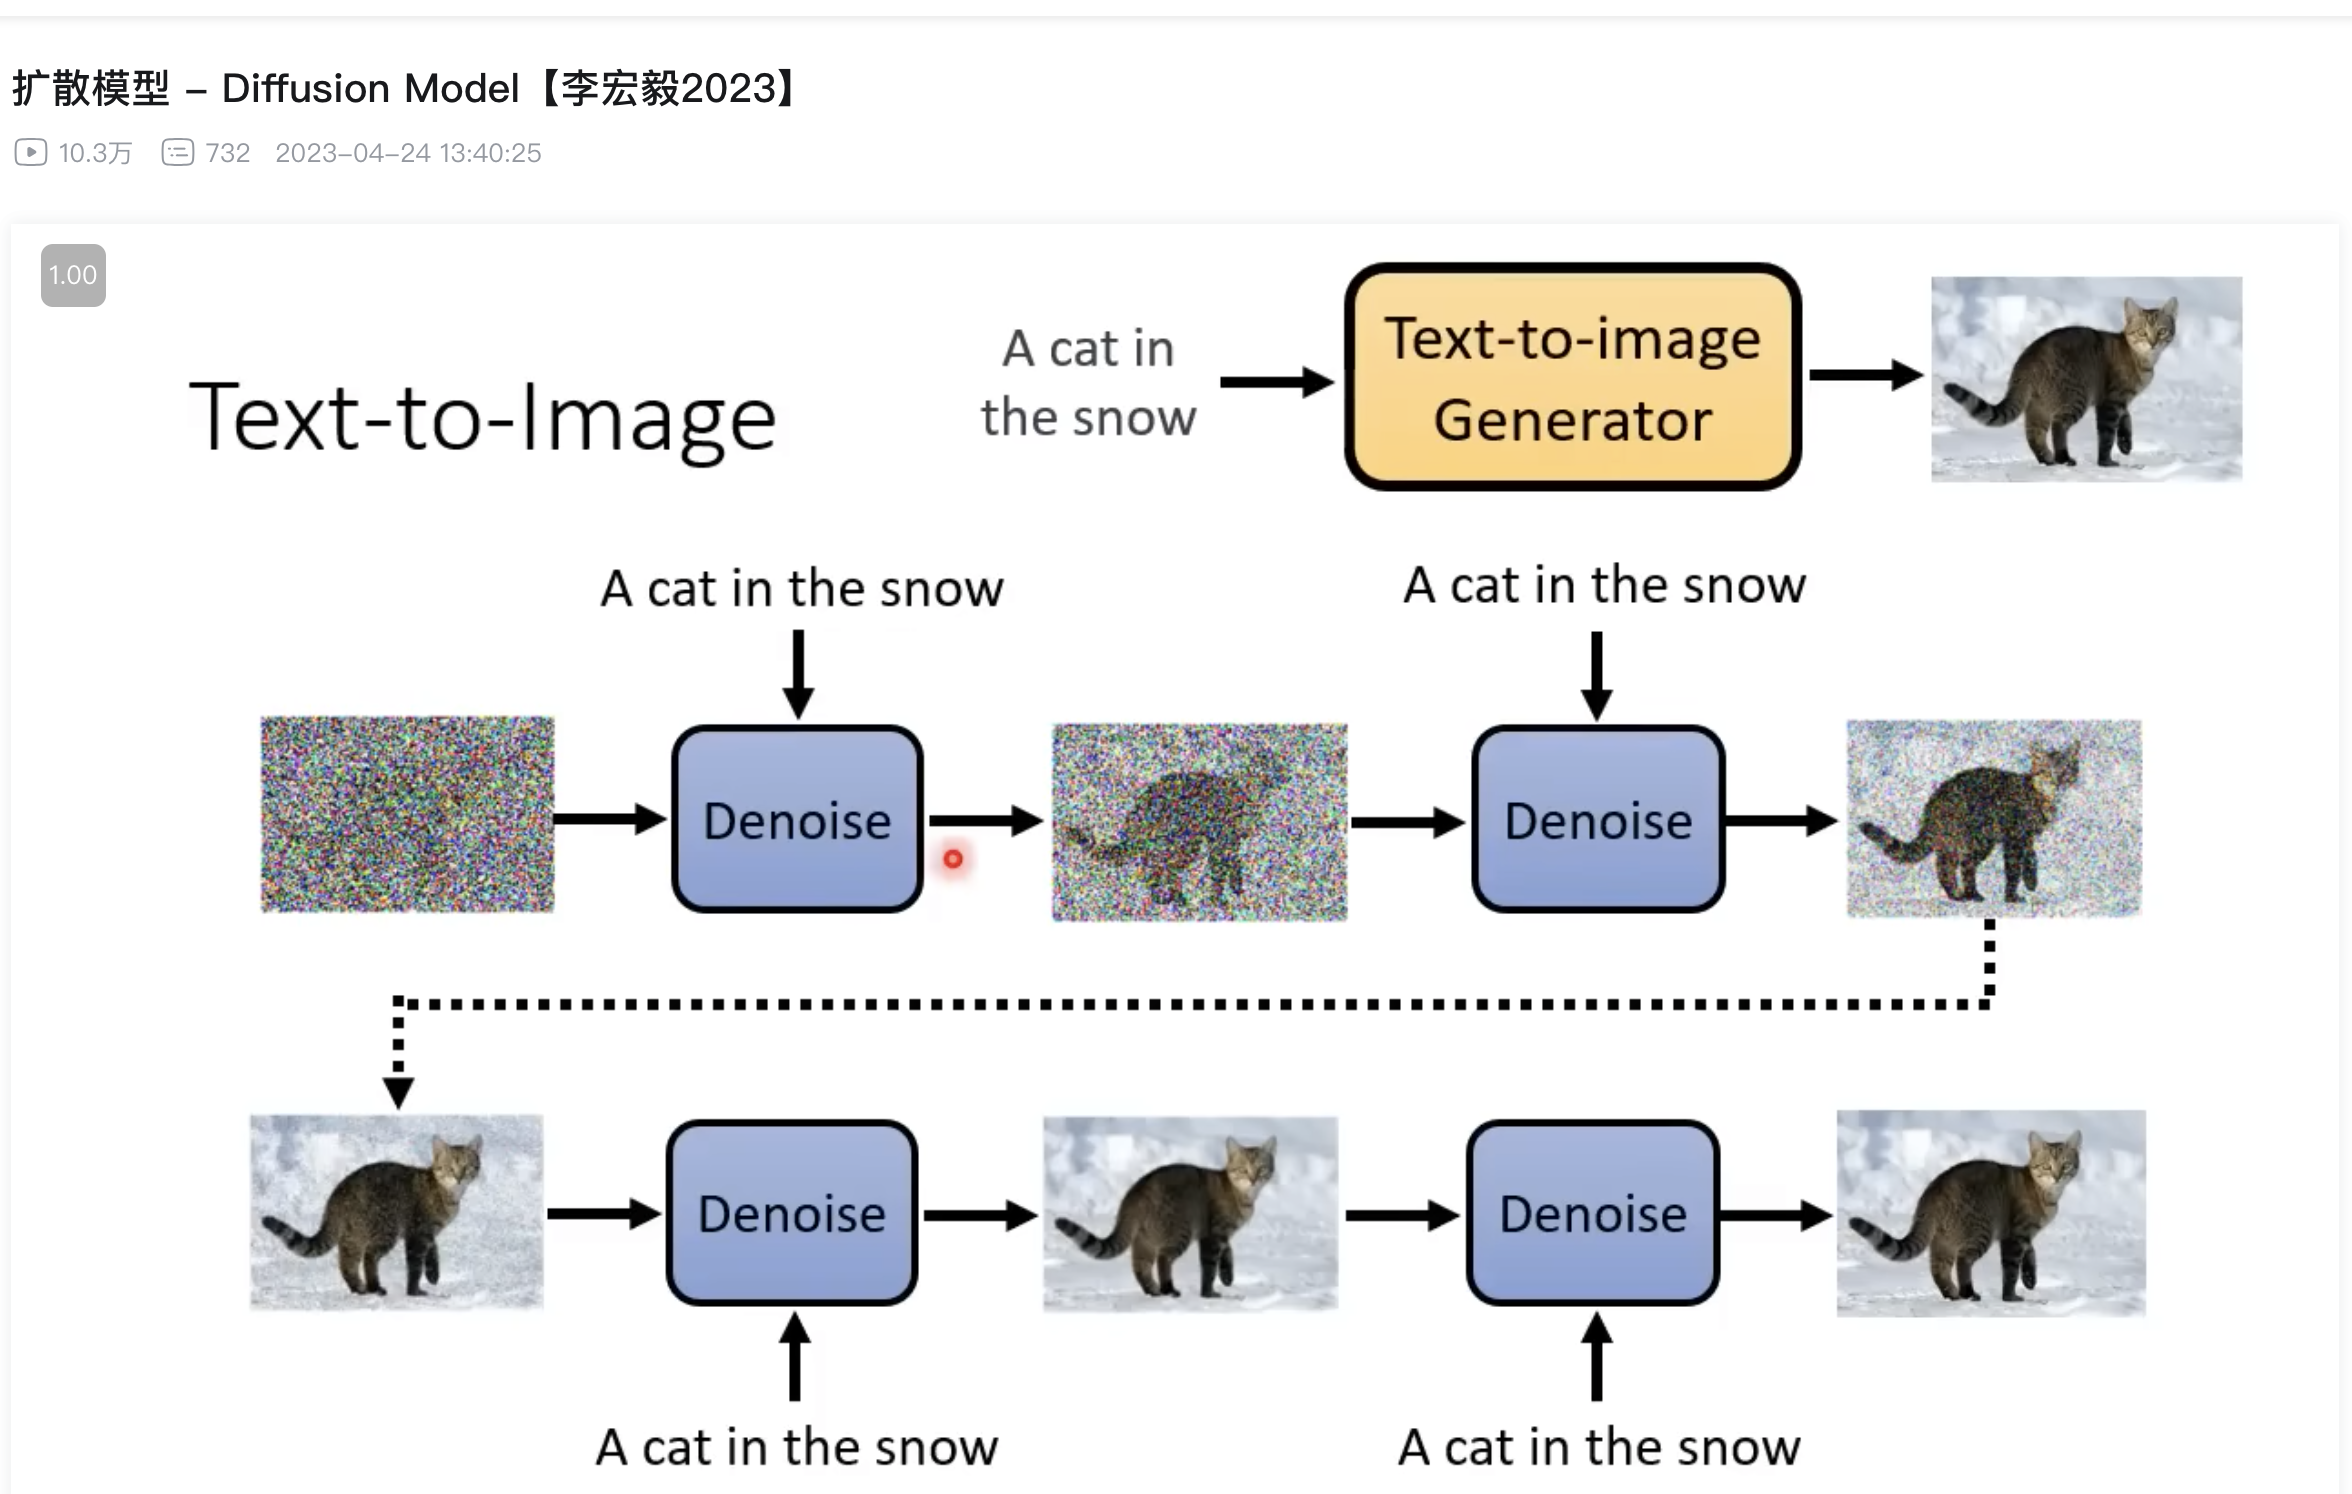 扩散模型 – Diffusion Model【李宏毅2023】
10.3万 732 2023-04-24 13:40:25
1.00
Text-to-Image
A cat in
the snow
Text-to-image
Generator
A cat in the snow
A cat in the snow
Denoise
Denoise
Denoise
Denoise
A cat in the snow
A cat in the snow